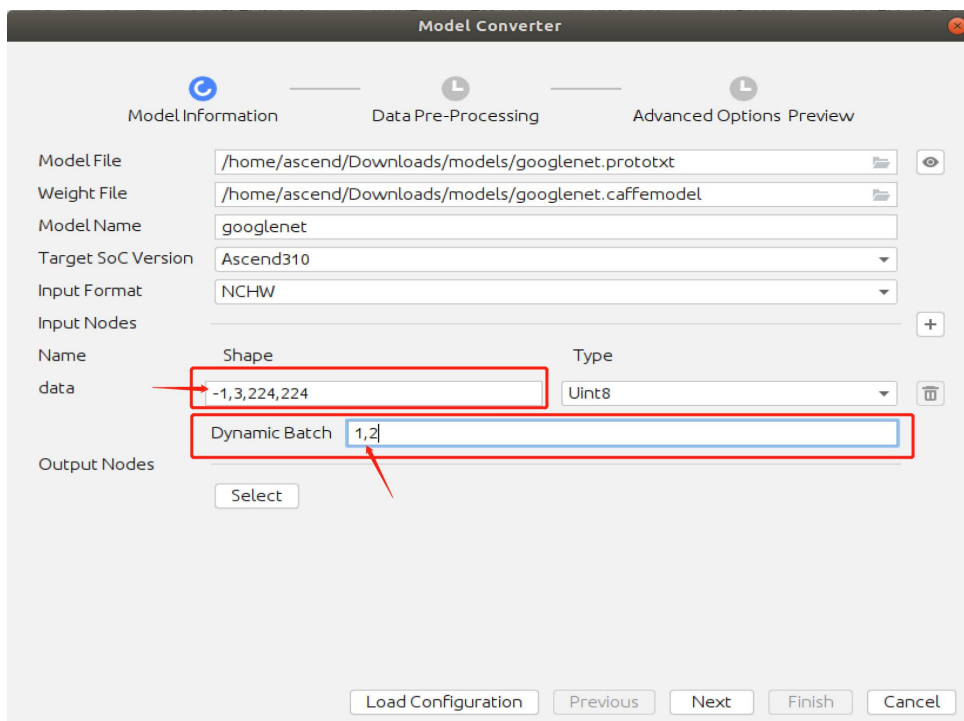 Model Converter
Model Information
Data Pre-Processing
Advanced Options Preview
Model File
/home/ascend/Downloads/models/googlenet.prototxt
Weight File
/home/ascend/Downloads/models/googlenet.caffemodel
Model Name
googlenet
Target SoC Version
Ascend310
Input Format
NCHW
Input Nodes
Name Shape Type
data -1,3,224,224 Uint8
Dynamic Batch 1,2
Output Nodes
Select
Load Configuration Previous Next Finish Cancel